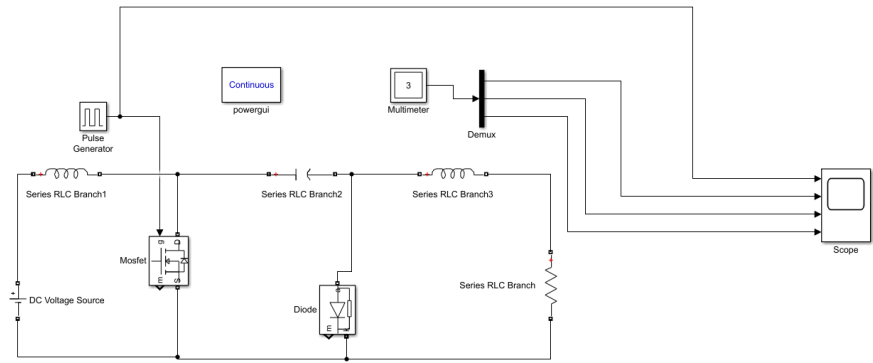 Continuous
powergui
3
Multimeter
Demux
Pulse
Generator
Series RLC Branch1
Series RLC Branch2
Series RLC Branch3
Scope
g
D
Mosfet
m
S
Series RLC Branch
+
DC Voltage Source
a
Diode
m
k